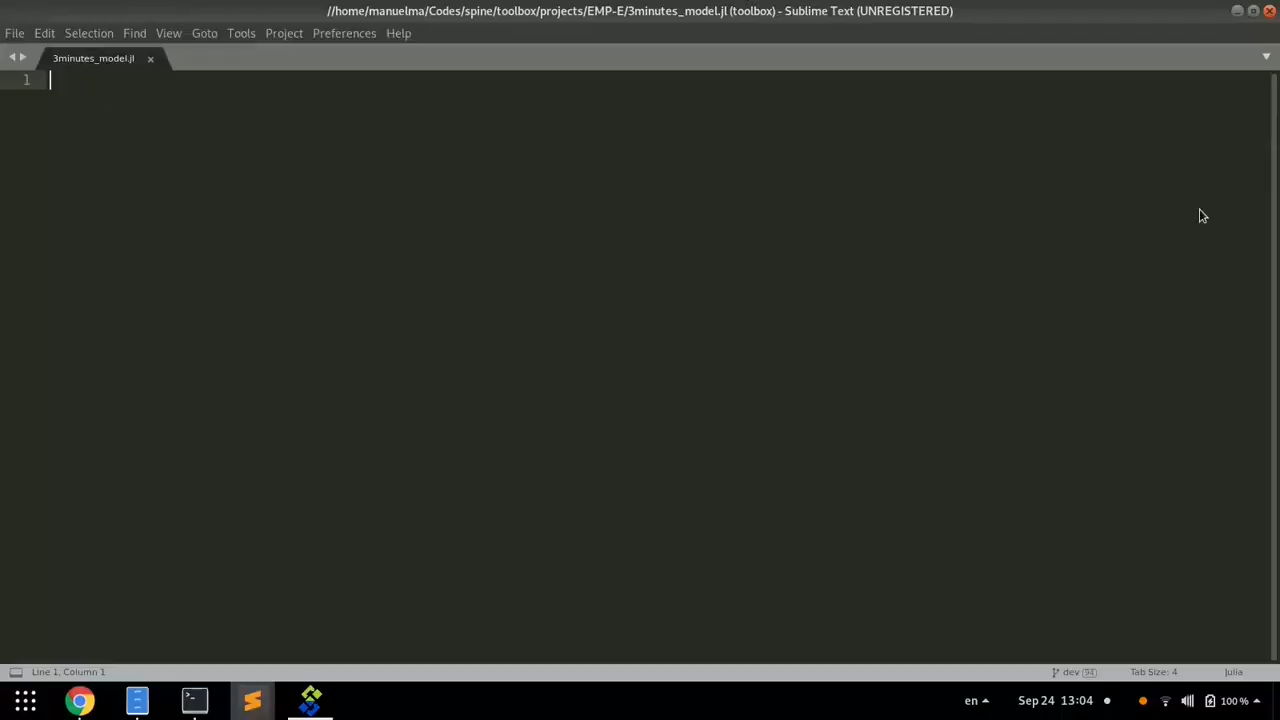 //home/manuelma/Codes/spine/toolbox/projects/EMP-E/3minutes_model.jl (toolbox) - Sublime Text (UNREGISTERED)
File Edit Selection Find View Goto Tools Project Preferences Help
3minutes_model.jl
1
Line 1, Column 1 dev 94 Tab Size: 4 Julia
en Sep 24 13:04 100 %